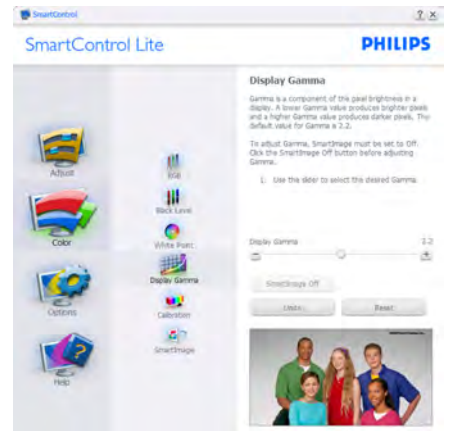 SmartControl
? X
SmartControl Lite
PHILIPS
Display Gamma
Gamma is a component of the pixel brightness in a
display. A lower Gamma value produces brighter pixels
and a higher Gamma value produces darker pixels. The
default value for Gamma is 2.2.
To adjust Gamma, SmartImage must be set to Off.
Click the SmartImage Off button before adjusting
Gamma.
1. Use the slider to select the desired Gamma.
Adjust
Color
Options
Help
RGB
Black Level
White Point
Display Gamma
Calibration
SmartImage
Display Gamma 2.2
SmartImage Off
Undo
Reset